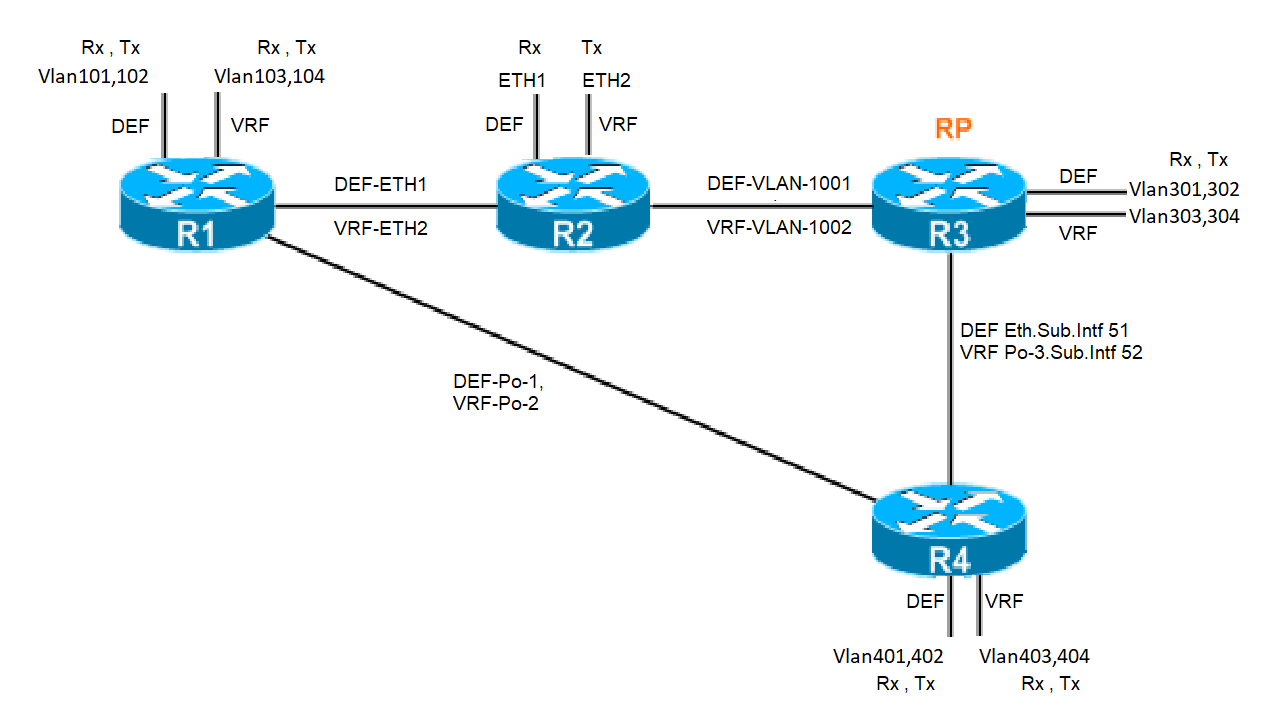 Rx , Tx
Rx , Tx
Vlan101,102
Vlan103,104
DEF
VRF
Rx
Tx
ETH1
ETH2
DEF
VRF
RP
R1
DEF-ETH1
VRF-ETH2
R2
DEF-VLAN-1001
VRF-VLAN-1002
R3
Rx , Tx
DEF
Vlan301,302
Vlan303,304
VRF
DEF Eth.Sub.Intf 51
VRF Po-3.Sub.Intf 52
DEF-Po-1,
VRF-Po-2
R4
DEF
VRF
Vlan401,402
Vlan403,404
Rx , Tx
Rx , Tx